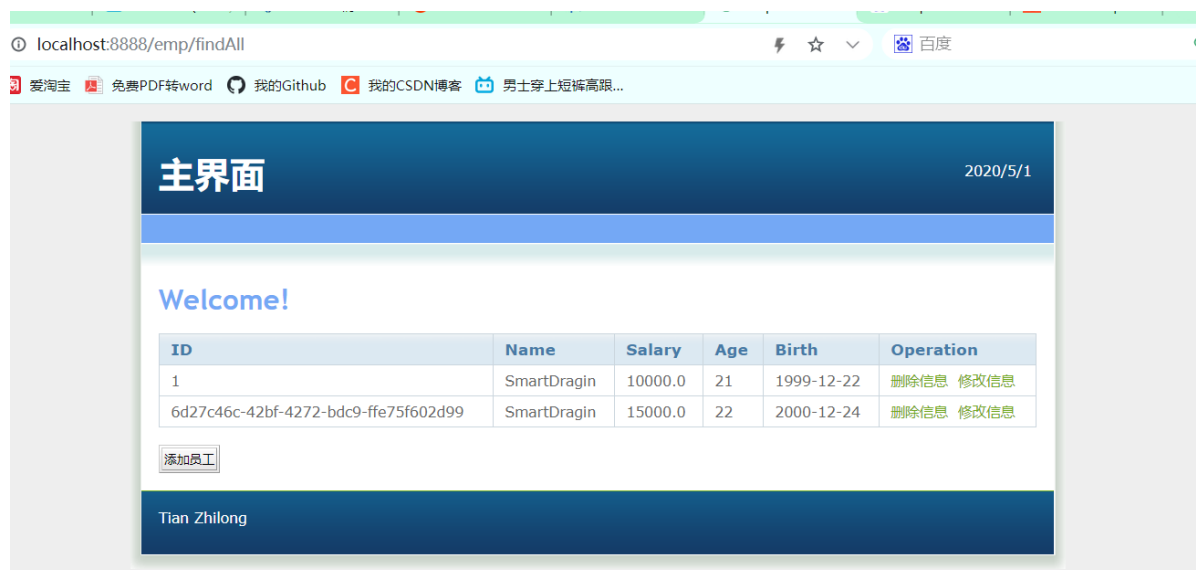 localhost:8888/emp/findAll 百度
爱淘宝 免费PDF转word 我的Github C 我的CSDN博客 男士穿上短裤高跟...
主界面 2020/5/1
Welcome!
ID Name Salary Age Birth Operation
1 SmartDragin 10000.0 21 1999-12-22 删除信息 修改信息
6d27c46c-42bf-4272-bdc9-ffe75f602d99 SmartDragin 15000.0 22 2000-12-24 删除信息 修改信息
添加员工
Tian Zhilong